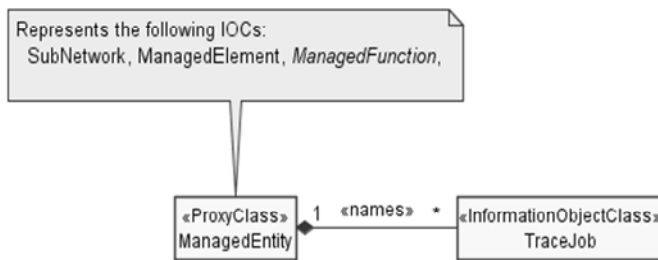 Represents the following IOCs:
SubNetwork, ManagedElement, ManagedFunction,
«ProxyClass» 1 «names» * «InformationObjectClass»
ManagedEntity TraceJob